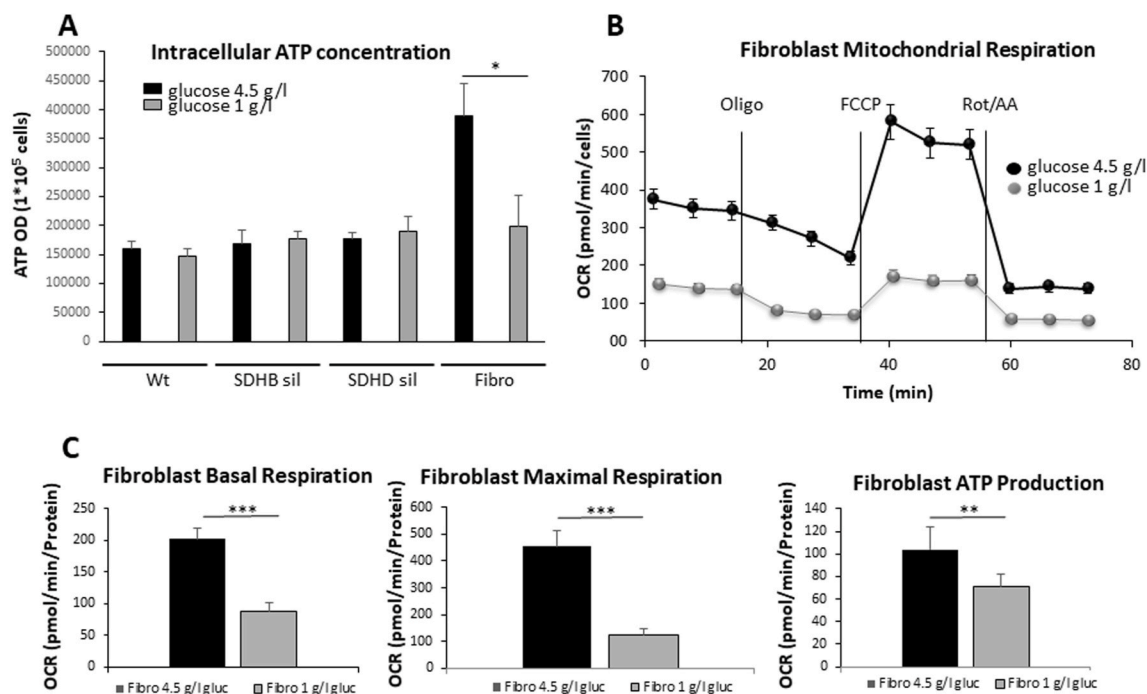 A
Intracellular ATP concentration
glucose 4.5 g/l
glucose 1 g/l
*
ATP OD (1*10⁵ cells)
500000
450000
400000
350000
300000
250000
200000
150000
100000
50000
0
Wt
SDHB sil
SDHD sil
Fibro
B
Fibroblast Mitochondrial Respiration
Oligo
FCCP
Rot/AA
glucose 4.5 g/l
glucose 1 g/l
OCR (pmol/min/cells)
700
600
500
400
300
200
100
00
0
20
40
60
80
Time (min)
C
Fibroblast Basal Respiration
***
OCR (pmol/min/Protein)
250
200
150
100
50
0
Fibro 4.5 g/l gluc
Fibro 1 g/l gluc
Fibroblast Maximal Respiration
***
OCR (pmol/min/Protein)
600
500
400
300
200
100
0
Fibro 4.5 g/l gluc
Fibro 1 g/l gluc
Fibroblast ATP Production
**
OCR (pmol/min/Protein)
140
120
100
80
60
40
20
0
Fibro 4.5 g/l gluc
Fibro 1 g/l gluc